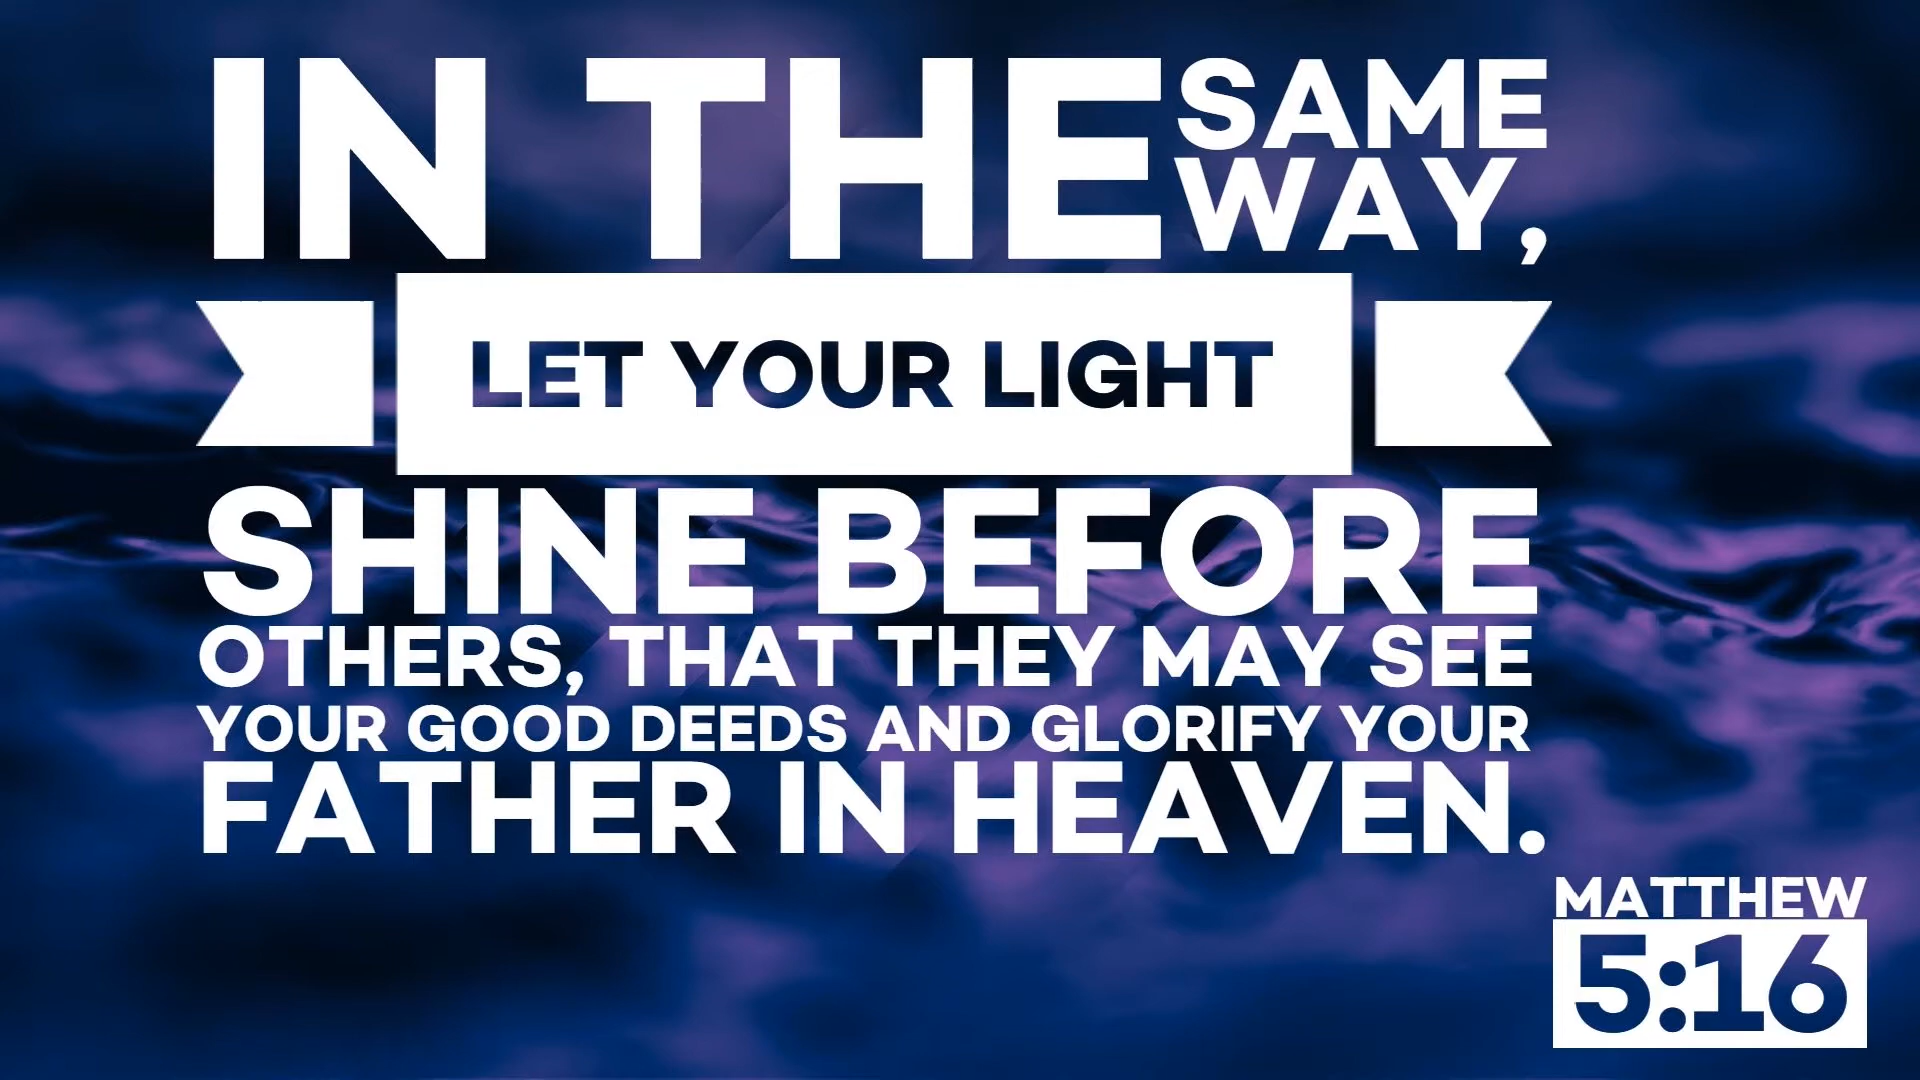 IN THE SAME
WAY,
LET YOUR LIGHT
SHINE BEFORE
OTHERS, THAT THEY MAY SEE
YOUR GOOD DEEDS AND GLORIFY YOUR
FATHER IN HEAVEN.
MATTHEW
5:16